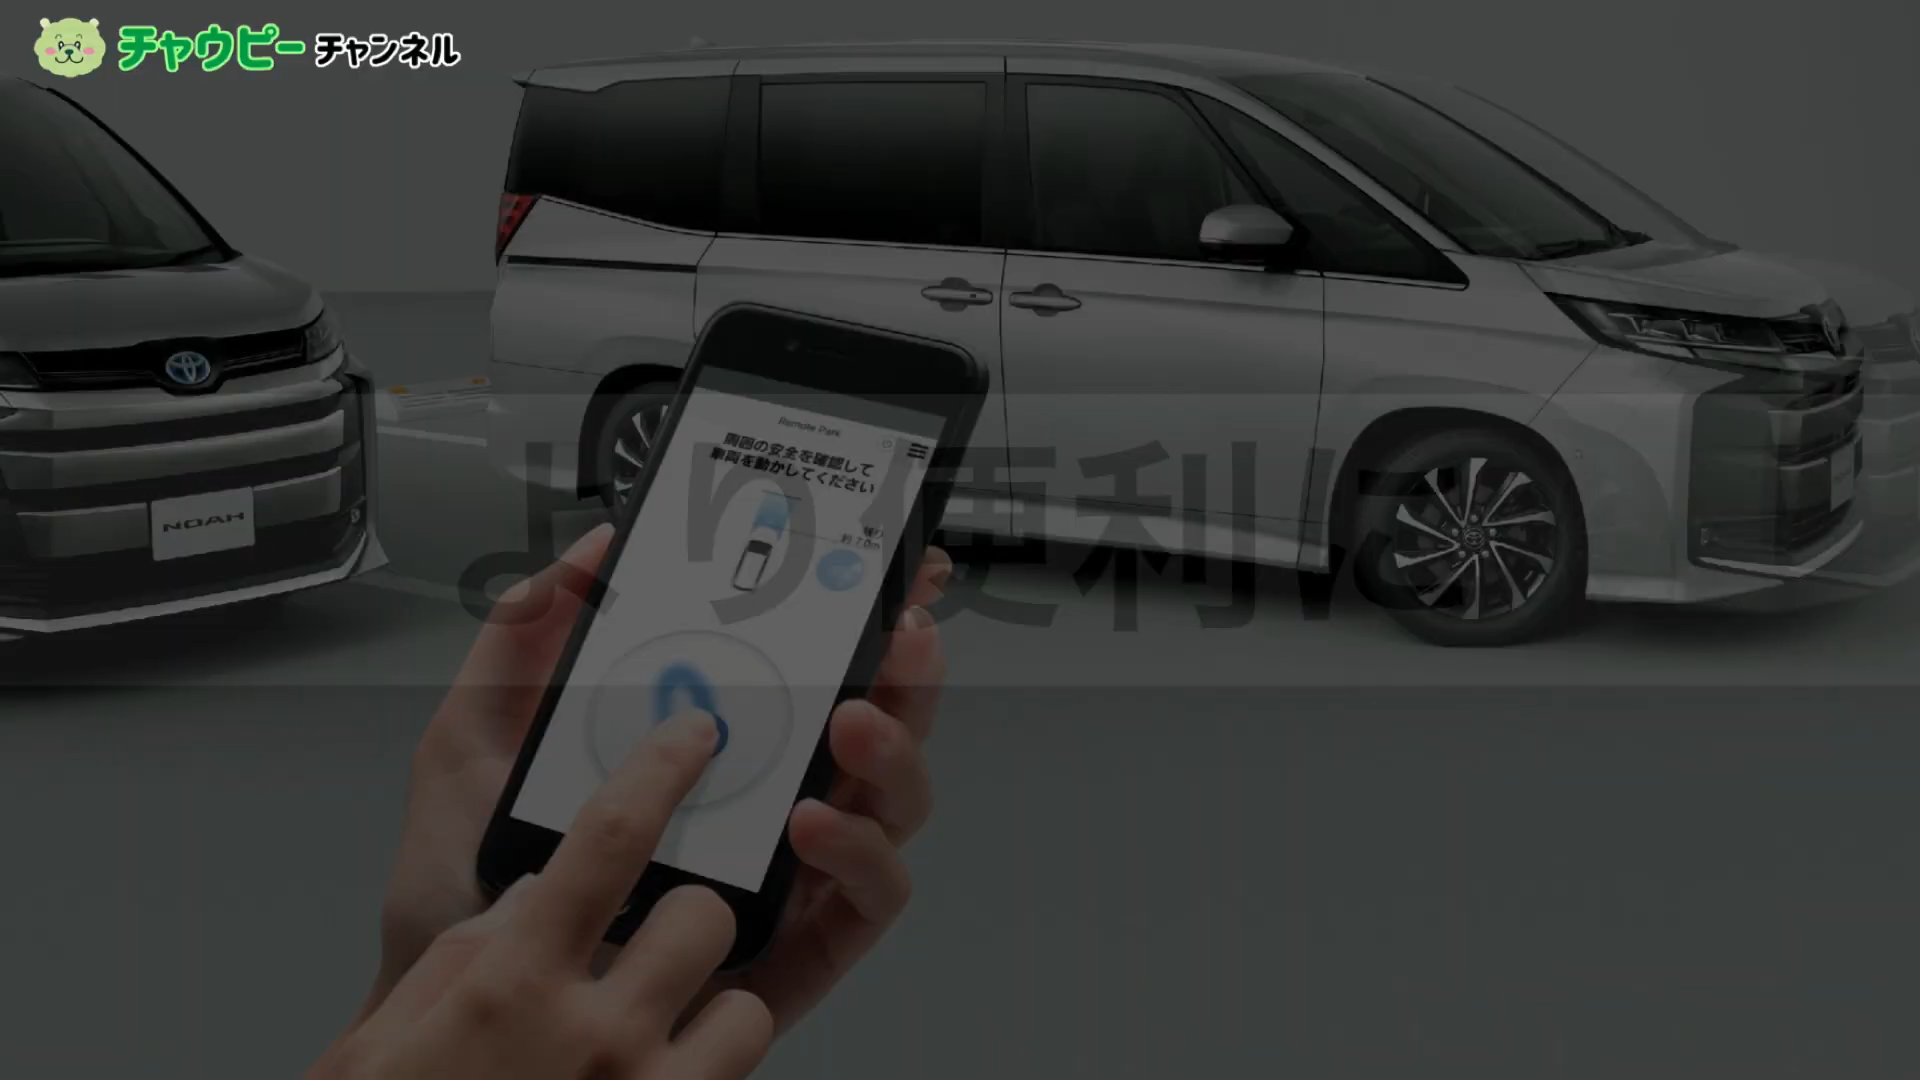 チャウピーチャンネル
Remote Park
周囲の安全を確認して
車両を動かしてください
残り
約7.0m
より便利に
NOAH